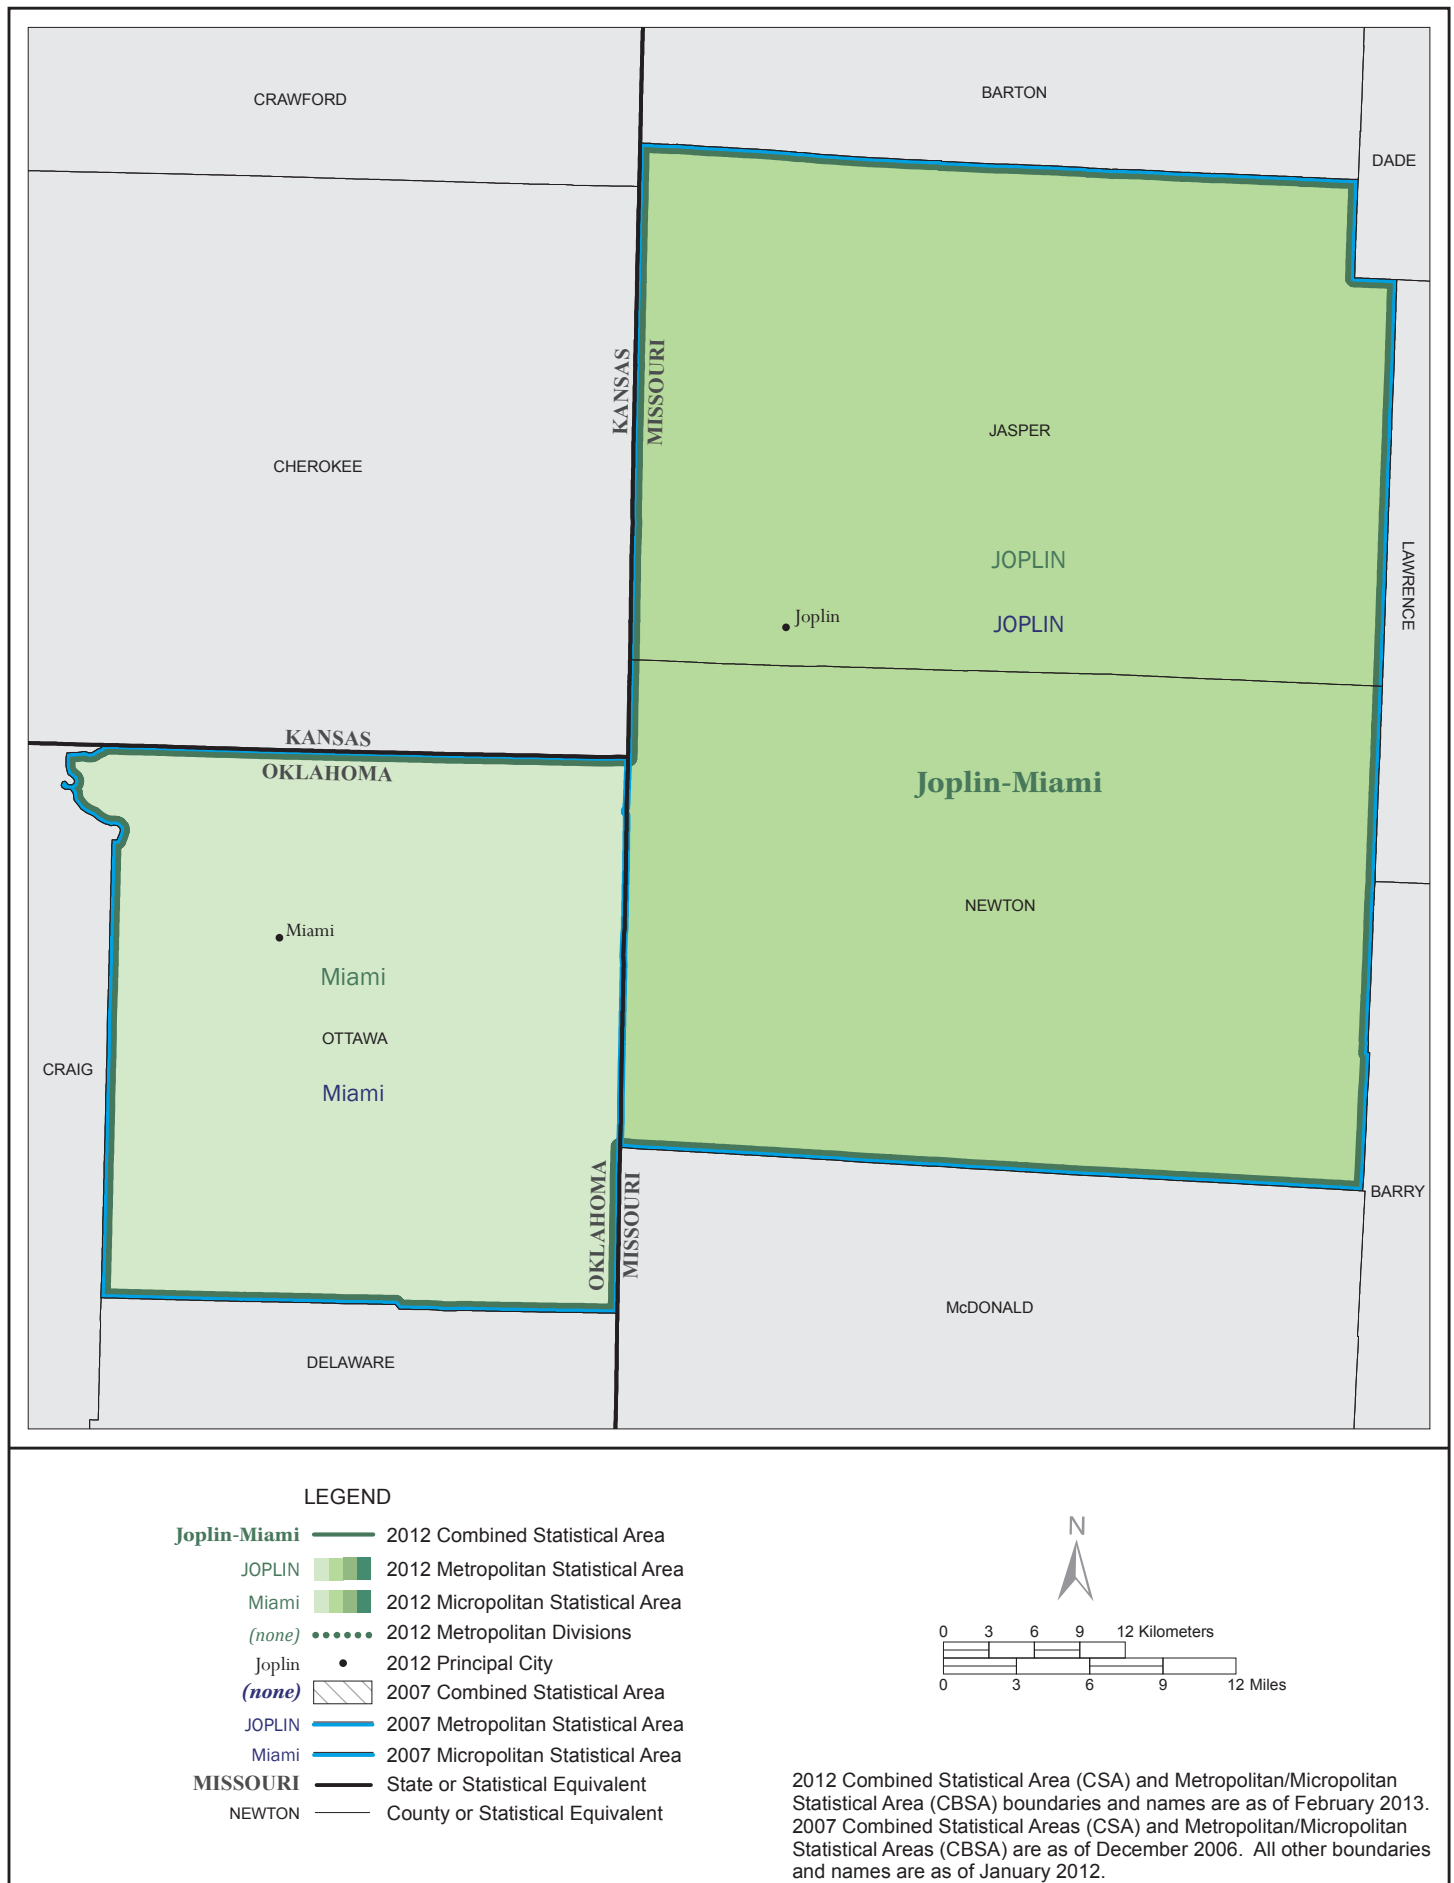 CRAWFORD
BARTON
DADE
KANSAS
MISSOURI
JASPER
CHEROKEE
JOPLIN
LAWRENCE
Joplin
JOPLIN
KANSAS
OKLAHOMA
Joplin-Miami
NEWTON
Miami
Miami
OTTAWA
CRAIG
Miami
OKLAHOMA
MISSOURI
BARRY
McDONALD
DELAWARE
LEGEND
Joplin-Miami 2012 Combined Statistical Area
JOPLIN 2012 Metropolitan Statistical Area
Miami 2012 Micropolitan Statistical Area
(none) 2012 Metropolitan Divisions
Joplin 2012 Principal City
(none) 2007 Combined Statistical Area
JOPLIN 2007 Metropolitan Statistical Area
Miami 2007 Micropolitan Statistical Area
MISSOURI State or Statistical Equivalent
NEWTON County or Statistical Equivalent
N
0 3 6 9 12 Kilometers
0 3 6 9 12 Miles
2012 Combined Statistical Area (CSA) and Metropolitan/Micropolitan
Statistical Area (CBSA) boundaries and names are as of February 2013.
2007 Combined Statistical Areas (CSA) and Metropolitan/Micropolitan
Statistical Areas (CBSA) are as of December 2006. All other boundaries
and names are as of January 2012.